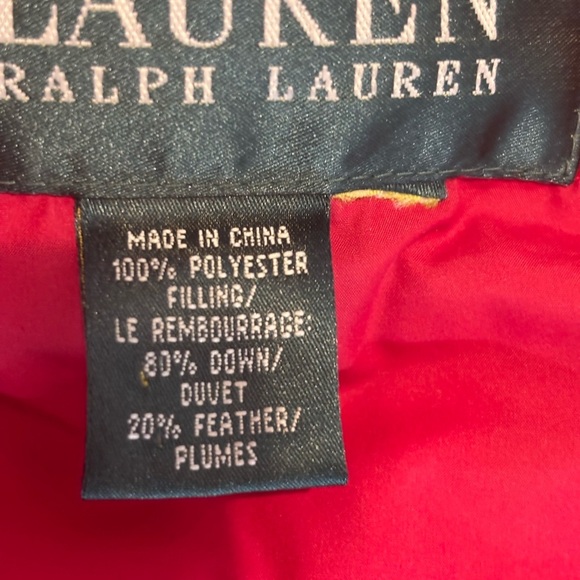 LAUREN
RALPH LAUREN
MADE IN CHINA
100% POLYESTER
FILLING/
LE REMBOURRAGE:
80% DOWN/
DUVET
20% FEATHER/
PLUMES